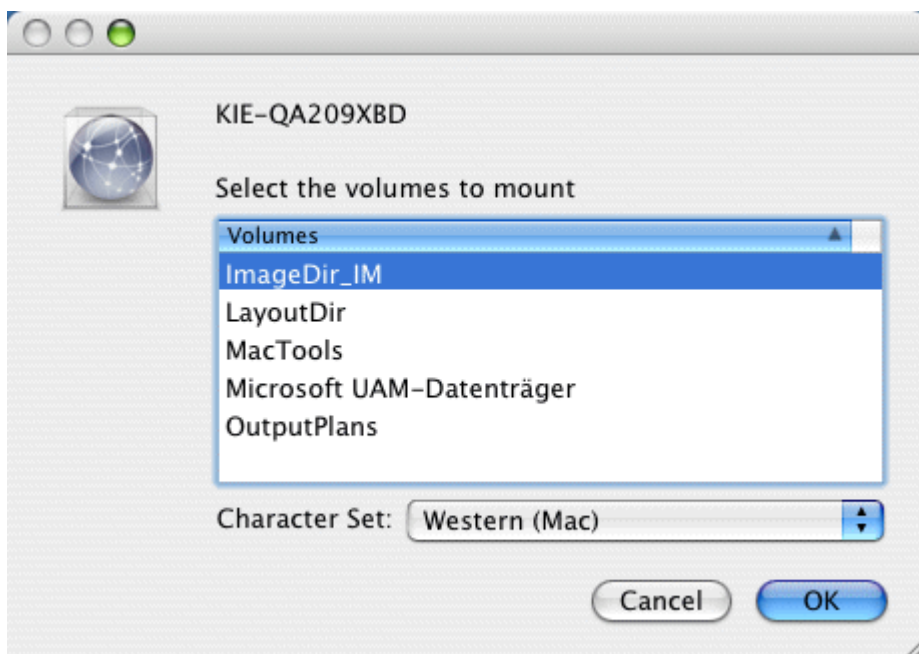 KIE-QA209XBD
Select the volumes to mount
Volumes
ImageDir_IM
LayoutDir
MacTools
Microsoft UAM-Datenträger
OutputPlans
Character Set: Western (Mac)
Cancel OK